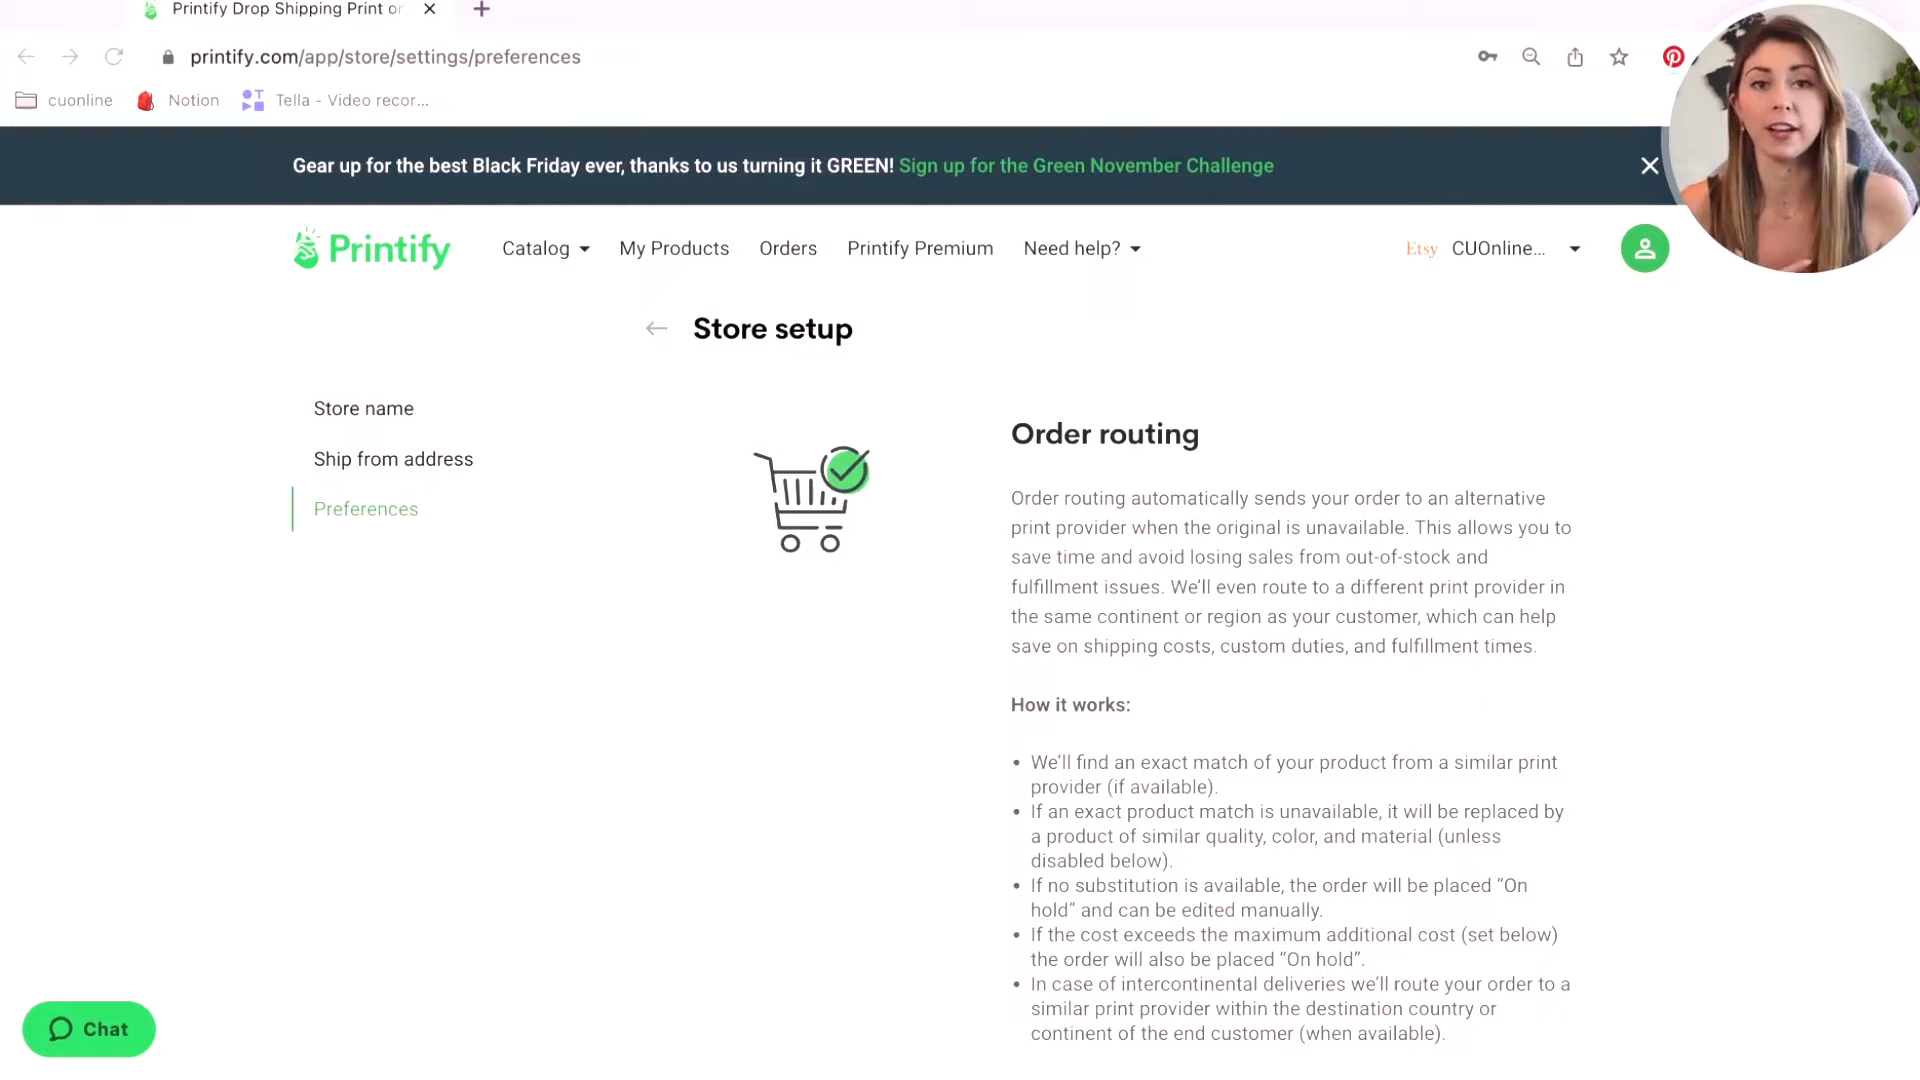 Printify Drop Shipping Print or
printify.com/app/store/settings/preferences
cuonline
Notion
Tella - Video recor...
Gear up for the best Black Friday ever, thanks to us turning it GREEN! Sign up for the Green November Challenge
Printify
Catalog
My Products
Orders
Printify Premium
Need help?
Etsy CUOnline...
Store setup
Store name
Ship from address
Preferences
Order routing
Order routing automatically sends your order to an alternative
print provider when the original is unavailable. This allows you to
save time and avoid losing sales from out-of-stock and
fulfillment issues. We'll even route to a different print provider in
the same continent or region as your customer, which can help
save on shipping costs, custom duties, and fulfillment times.
How it works:
• We'll find an exact match of your product from a similar print
provider (if available).
• If an exact product match is unavailable, it will be replaced by
a product of similar quality, color, and material (unless
disabled below).
• If no substitution is available, the order will be placed “On
hold” and can be edited manually.
• If the cost exceeds the maximum additional cost (set below)
the order will also be placed “On hold”.
• In case of intercontinental deliveries we'll route your order to a
similar print provider within the destination country or
continent of the end customer (when available).
Chat